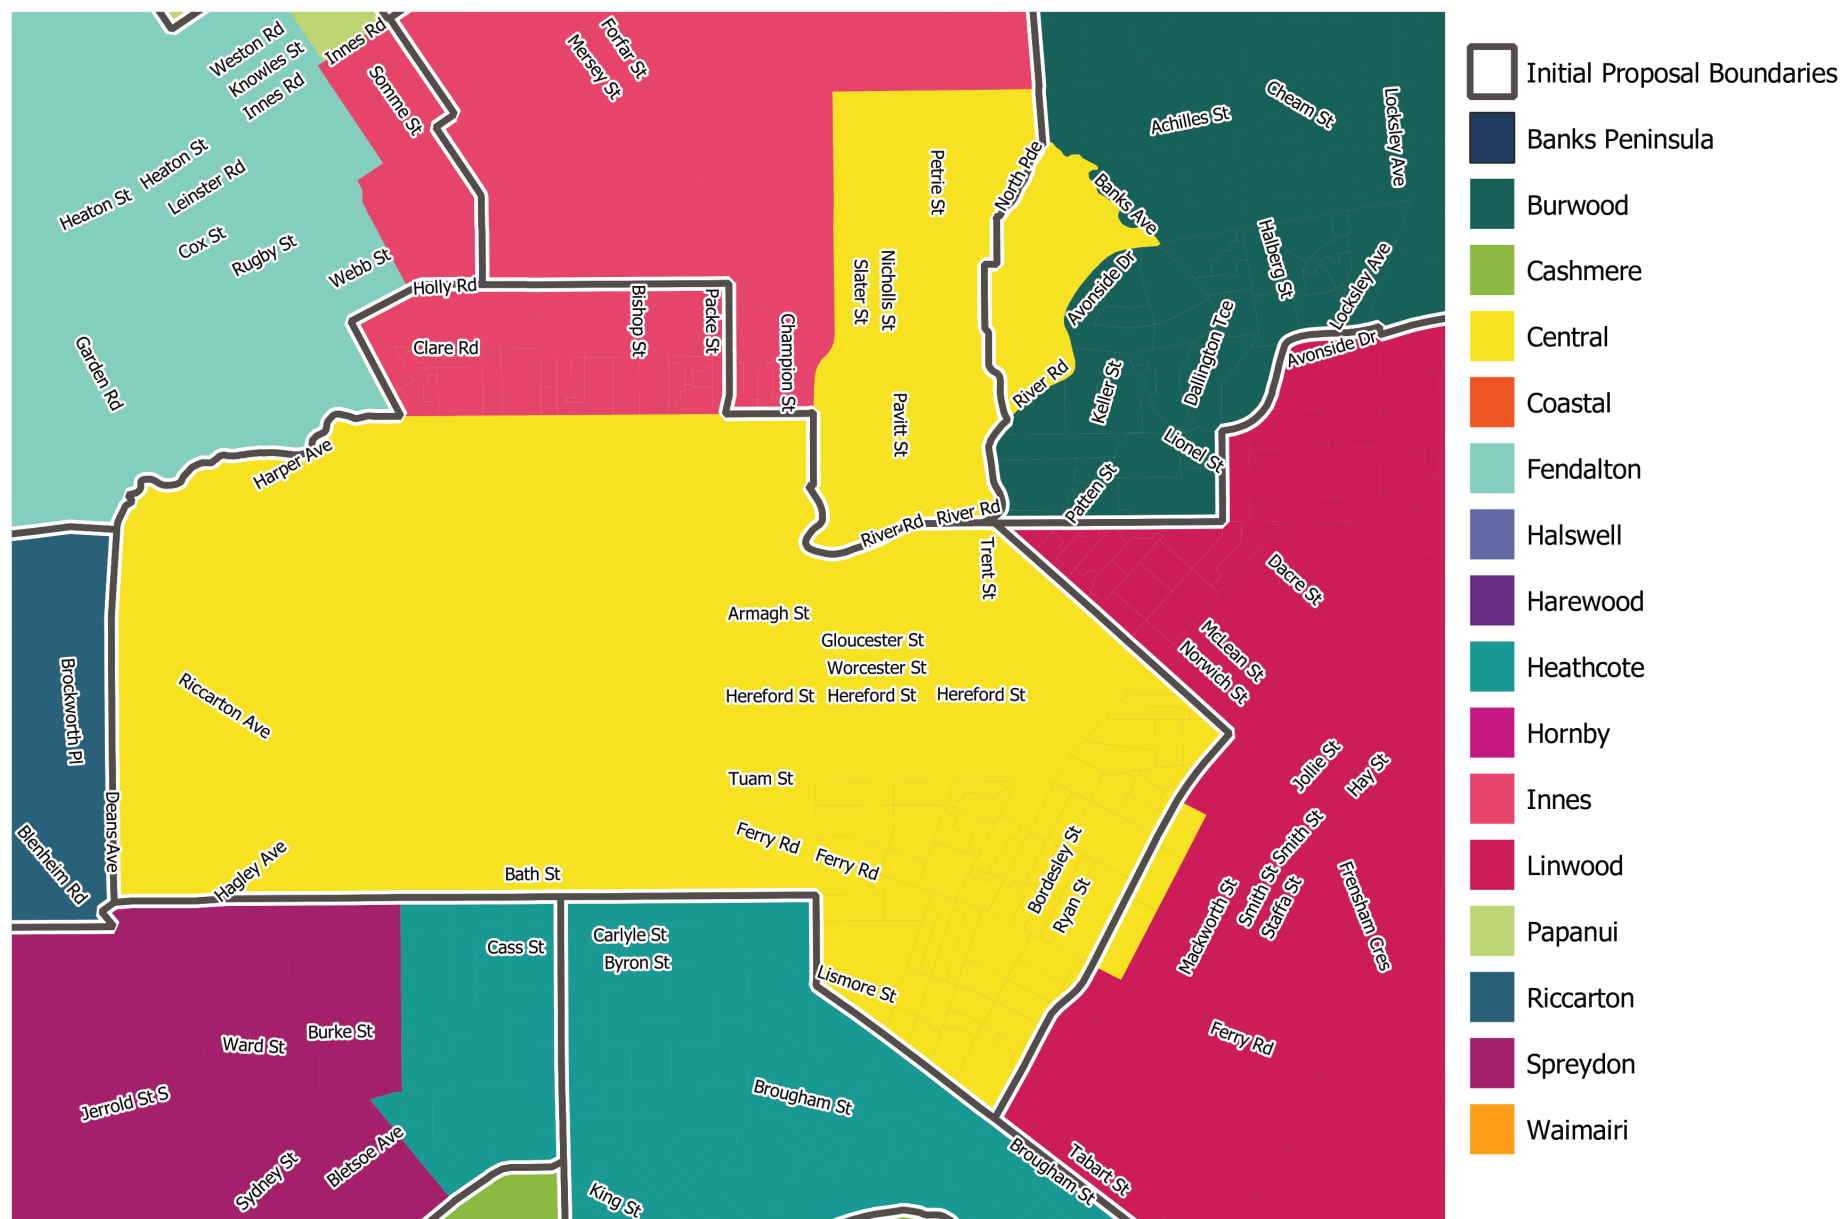 Weston Rd
Knowles St
Innes Rd
Innes Rd
Somme St
Forfar St
Mersey St
Heaton St
Heaton St
Leinster Rd
Cox St
Rugby St
Webb St
Garden Rd
Holly Rd
Clare Rd
Bishop St
Packe St
Champion St
Harper Ave
Petrie St
Nicholls St
Slater St
Pavitt St
North Pde
Banks Ave
Avonside Dr
River Rd
River Rd
River Rd
Achilles St
Cheam St
Locksley Ave
Halberg St
Locksley Ave
Avonside Dr
Dallington Tce
Keller St
Lionel St
Patten St
Trent St
Dacre St
McLean St
Norwich St
Armagh St
Gloucester St
Worcester St
Hereford St
Hereford St
Hereford St
Brockworth Pl
Riccarton Ave
Deans Ave
Blenheim Rd
Hagley Ave
Tuam St
Ferry Rd
Ferry Rd
Bath St
Bordesley St
Ryan St
Jollie St
Hay St
Smith St
Smith St
Staffa St
Mackworth St
Frensham Cres
Cass St
Carlyle St
Byron St
Lismore St
Ferry Rd
Ward St
Burke St
Jerrold St S
Sydney St
Bletsoe Ave
Brougham St
King St
Brougham St
Tabart St
Initial Proposal Boundaries
Banks Peninsula
Burwood
Cashmere
Central
Coastal
Fendalton
Halswell
Harewood
Heathcote
Hornby
Innes
Linwood
Papanui
Riccarton
Spreydon
Waimairi